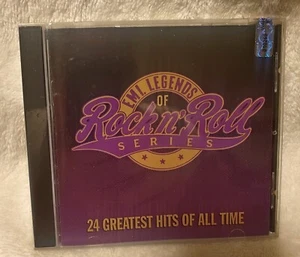 EMI LEGENDS
OF
Rock n' Roll
SERIES
24 GREATEST HITS OF ALL TIME